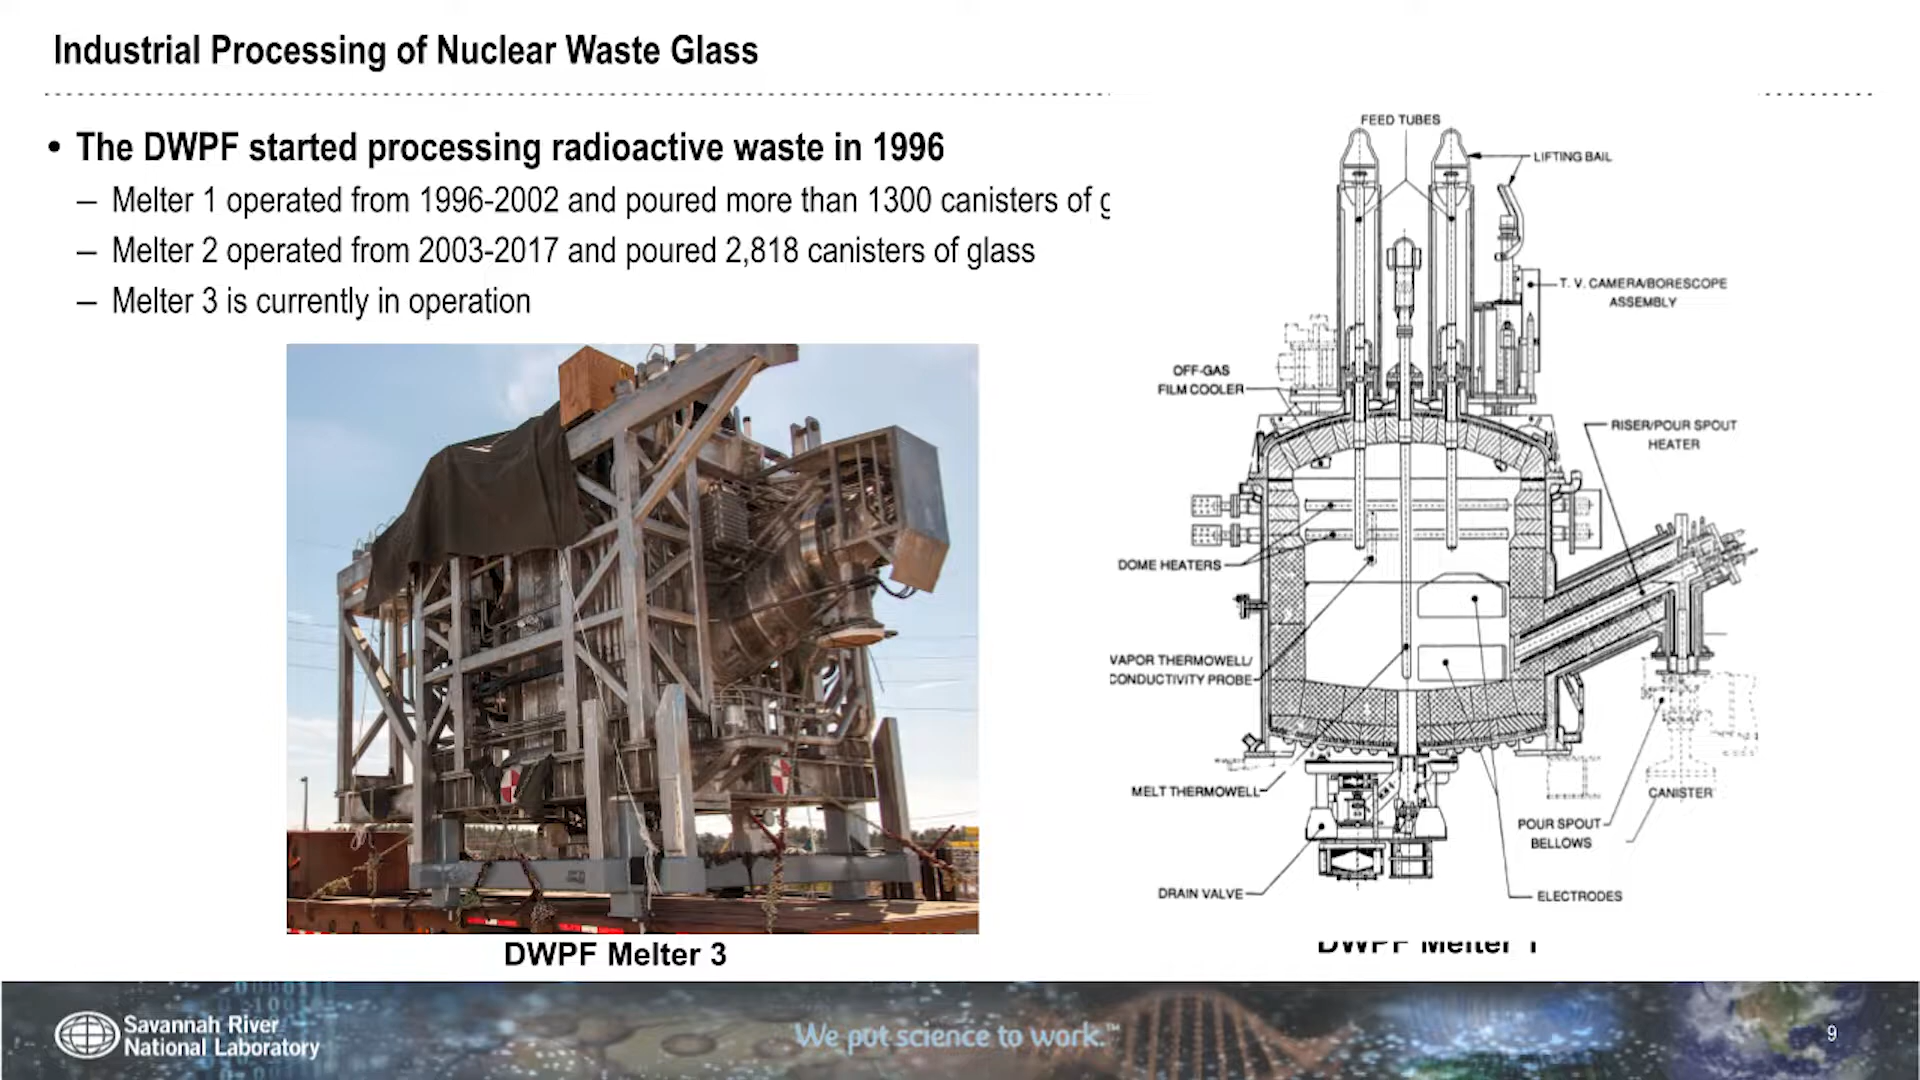 Industrial Processing of Nuclear Waste Glass
• The DWPF started processing radioactive waste in 1996
– Melter 1 operated from 1996-2002 and poured more than 1300 canisters of
– Melter 2 operated from 2003-2017 and poured 2,818 canisters of glass
– Melter 3 is currently in operation
FEED TUBES
LIFTING BAIL
T. V. CAMERA/BORESCOPE
ASSEMBLY
OFF-GAS
FILM COOLER
RISER/POUR SPOUT
HEATER
DOME HEATERS
VAPOR THERMOWELL/
CONDUCTIVITY PROBE
MELT THERMOWELL
CANISTER
POUR SPOUT
BELLOWS
DRAIN VALVE
ELECTRODES
DWPF Melter 3
DWPF Melter 1
Savannah River
National Laboratory
We put science to work.™
9